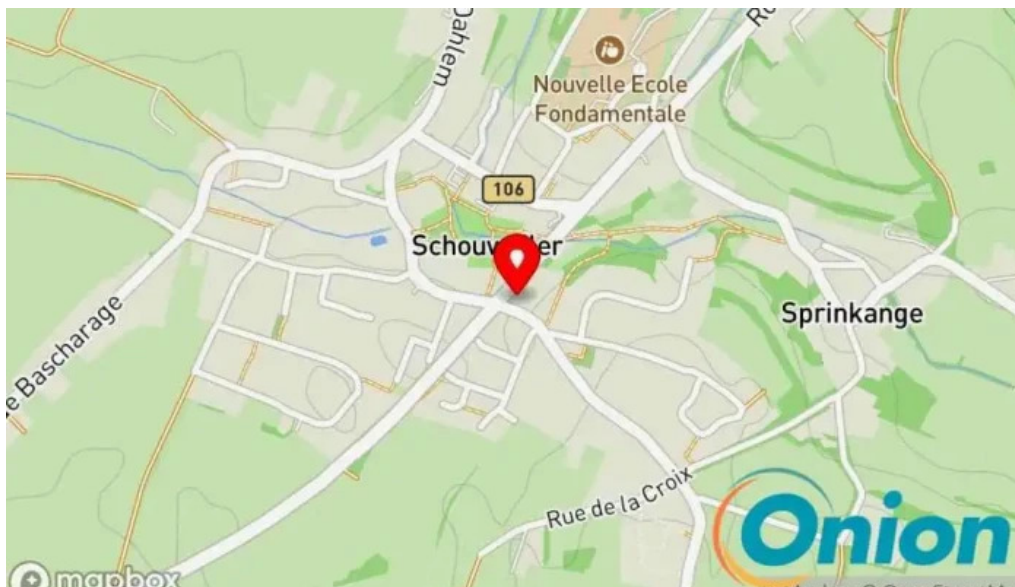 Dahlem
Nouvelle Ecole
Fondamentale
106
Sprinkange
Bascharage
Rue de la Croix
Onion
mapbox